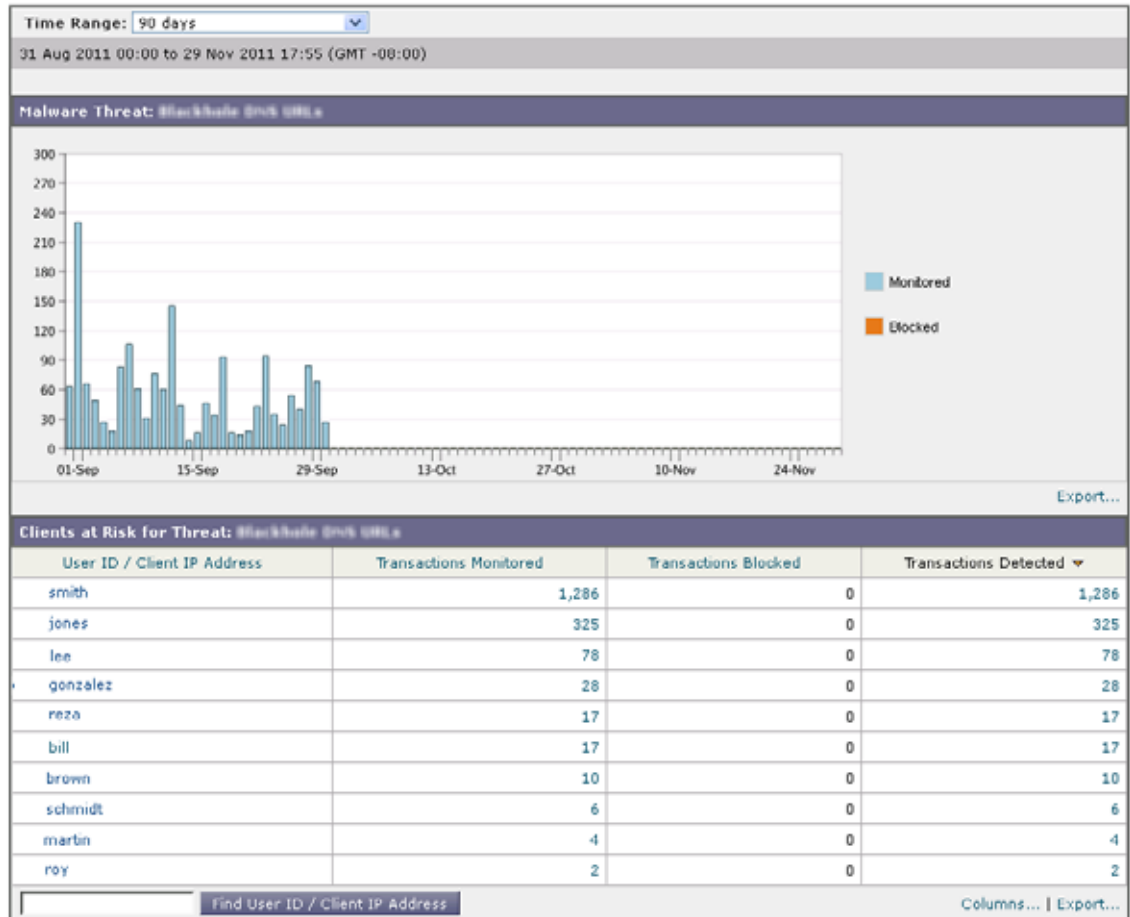 Time Range: 90 days
31 Aug 2011 00:00 to 29 Nov 2011 17:55 (GMT -08:00)
Malware Threat:
300
270
240
210
180
150
120
90
60
30
0
01-Sep 15-Sep 29-Sep 13-Oct 27-Oct 10-Nov 24-Nov
Monitored
Blocked
Export...
Clients at Risk for Threat:
User ID / Client IP Address Transactions Monitored Transactions Blocked Transactions Detected
smith 1,286 0 1,286
jones 325 0 325
lee 78 0 78
gonzalez 28 0 28
reza 17 0 17
bill 17 0 17
brown 10 0 10
schmidt 6 0 6
martin 4 0 4
roy 2 0 2
Find User ID / Client IP Address Columns... | Export...